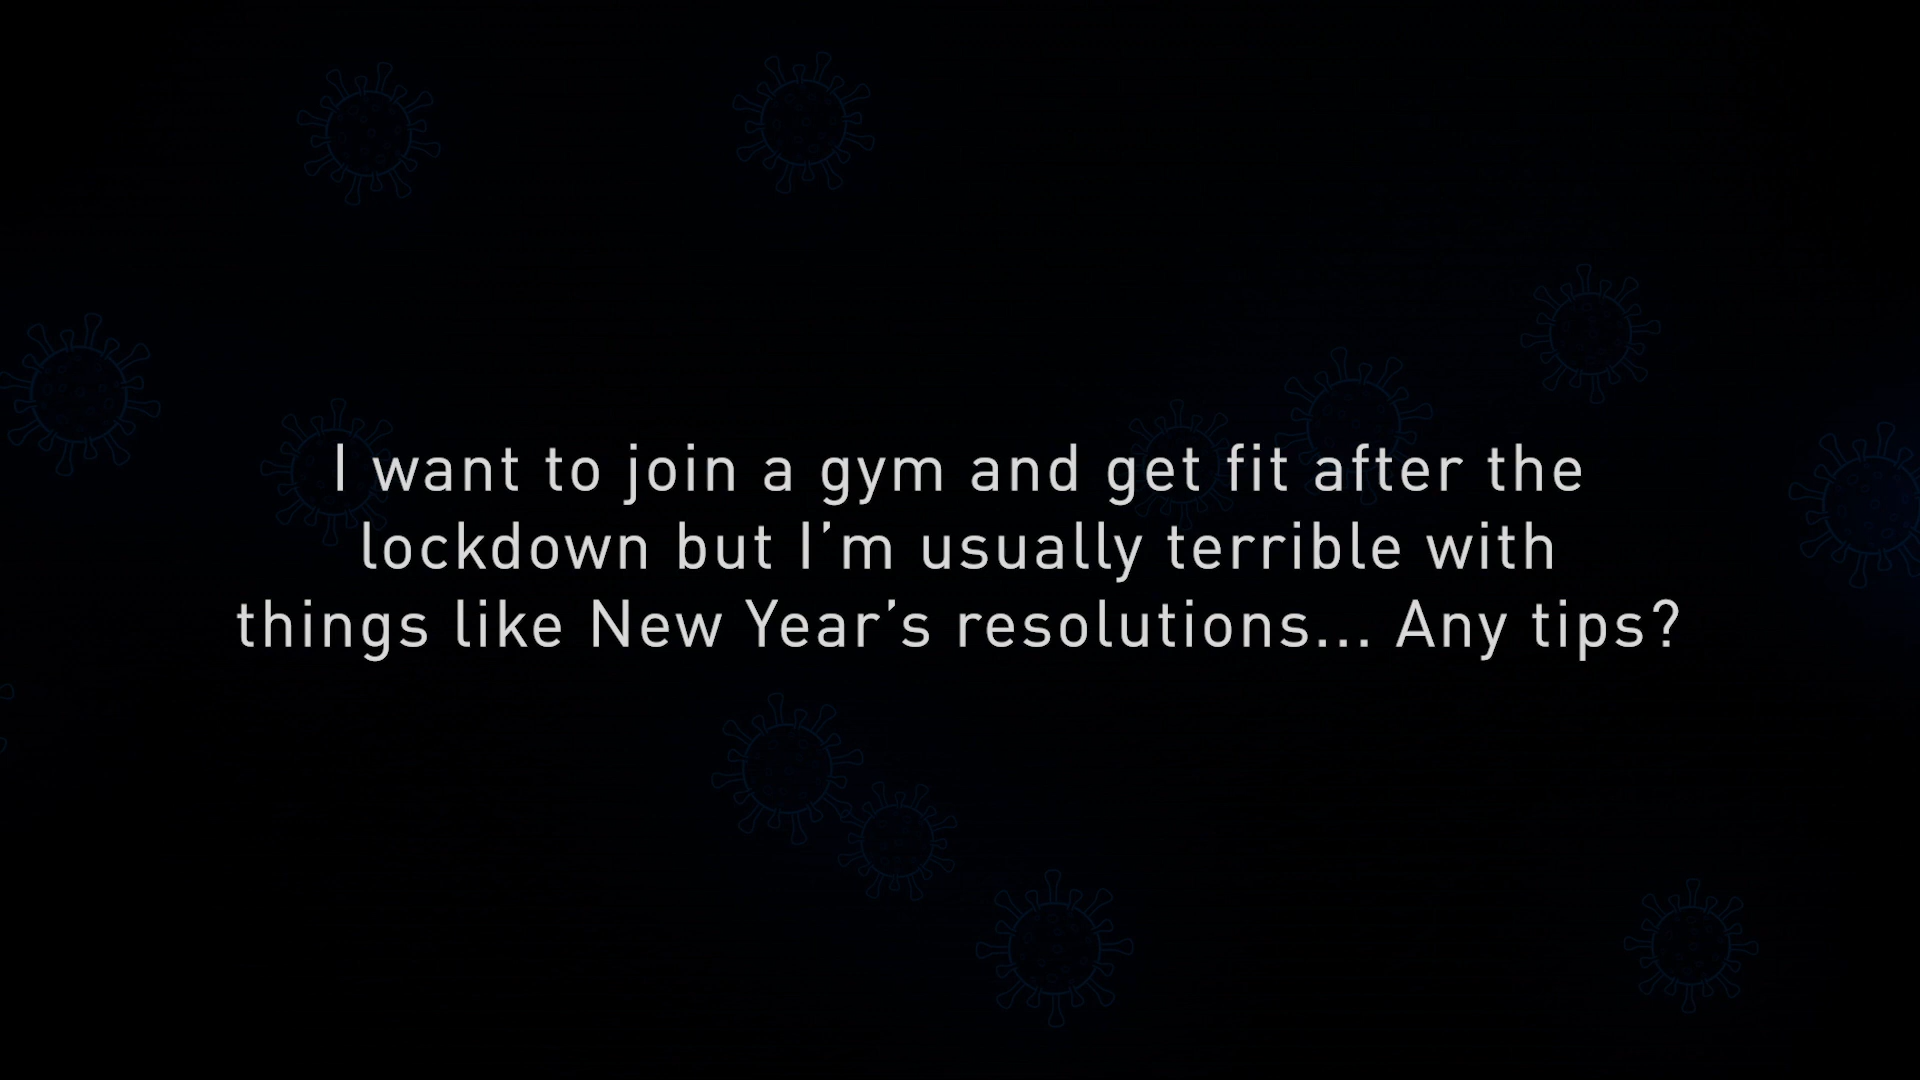 I want to join a gym and get fit after the
lockdown but I’m usually terrible with
things like New Year’s resolutions... Any tips?